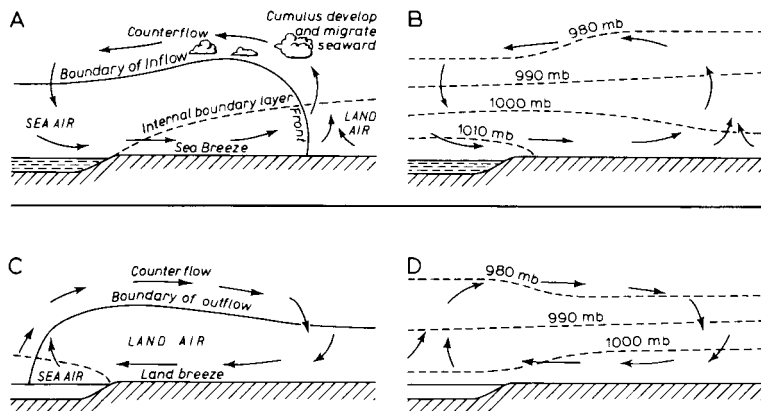 A
Counterflow
Cumulus develop
and migrate
seaward
Boundary of Inflow
SEA AIR
Internal boundary layer
Front
LAND
AIR
Sea Breeze
B
980 mb
990 mb
1000 mb
1010 mb
C
Counter flow
Boundary of outflow
LAND AIR
SEA AIR
Land breeze
D
980 mb
990 mb
1000 mb